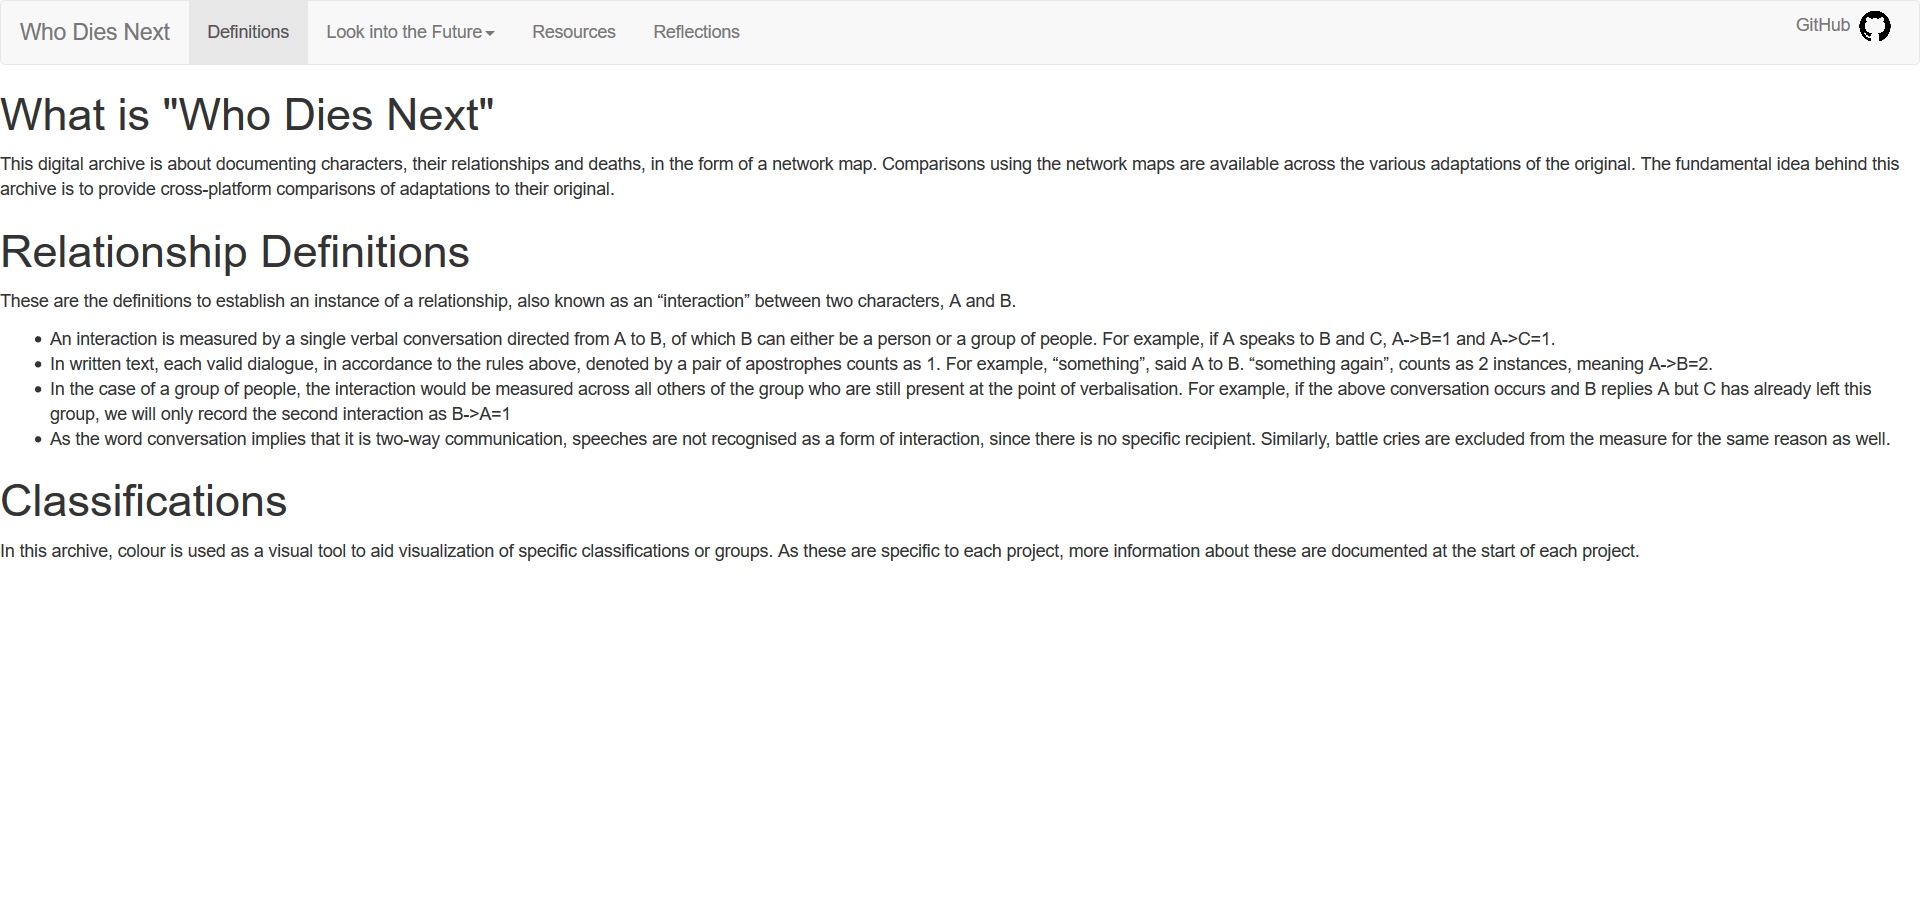 Who Dies Next
Definitions
Look into the Future
Resources
Reflections
GitHub
What is "Who Dies Next"
This digital archive is about documenting characters, their relationships and deaths, in the form of a network map. Comparisons using the network maps are available across the various adaptations of the original. The fundamental idea behind this
archive is to provide cross-platform comparisons of adaptations to their original.
Relationship Definitions
These are the definitions to establish an instance of a relationship, also known as an “interaction” between two characters, A and B.
• An interaction is measured by a single verbal conversation directed from A to B, of which B can either be a person or a group of people. For example, if A speaks to B and C, A->B=1 and A->C=1.
• In written text, each valid dialogue, in accordance to the rules above, denoted by a pair of apostrophes counts as 1. For example, “something”, said A to B. “something again”, counts as 2 instances, meaning A->B=2.
• In the case of a group of people, the interaction would be measured across all others of the group who are still present at the point of verbalisation. For example, if the above conversation occurs and B replies A but C has already left this
group, we will only record the second interaction as B->A=1
• As the word conversation implies that it is two-way communication, speeches are not recognised as a form of interaction, since there is no specific recipient. Similarly, battle cries are excluded from the measure for the same reason as well.
Classifications
In this archive, colour is used as a visual tool to aid visualization of specific classifications or groups. As these are specific to each project, more information about these are documented at the start of each project.